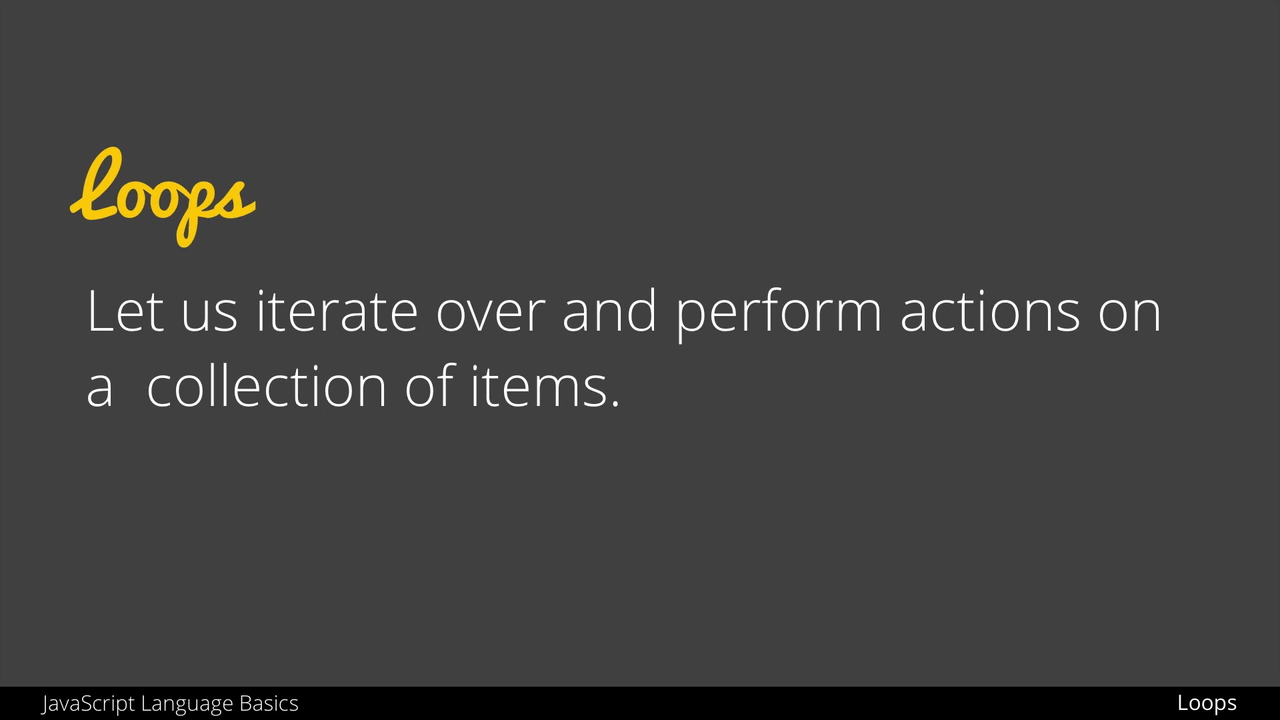 Loops
Let us iterate over and perform actions on
a  collection of items.
JavaScript Language Basics
Loops